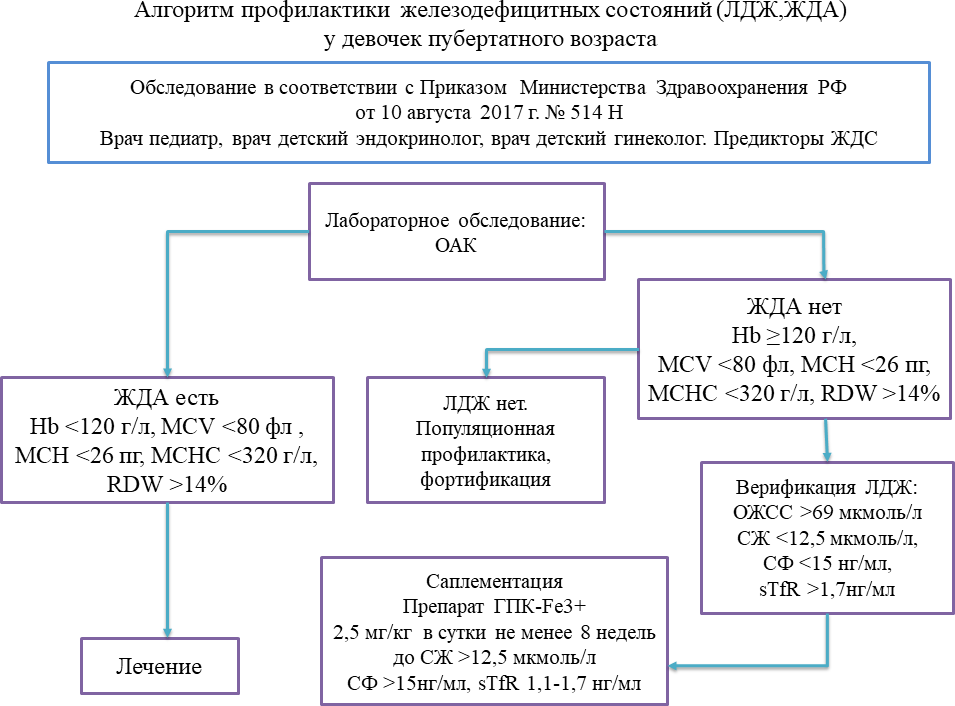 Алгоритм профилактики железодефицитных состояний (ЛДЖ,ЖДА)
у девочек пубертатного возраста
Обследование в соответствии с Приказом Министерства Здравоохранения РФ
от 10 августа 2017 г. № 514 Н
Врач педиатр, врач детский эндокринолог, врач детский гинеколог. Предикторы ЖДС
Лабораторное обследование:
ОАК
ЖДА нет
Hb ≥120 г/л,
MCV <80 фл, MCH <26 пг,
MCHC <320 г/л, RDW >14%
ЖДА есть
Hb <120 г/л, MCV <80 фл ,
MCH <26 пг, MCHC <320 г/л,
RDW >14%
ЛДЖ нет.
Популяционная
профилактика,
фортификация
Верификация ЛДЖ:
ОЖСС >69 мкмоль/л
СЖ <12,5 мкмоль/л,
СФ <15 нг/мл,
sTfR >1,7нг/мл
Саплементация
Препарат ГПК-Fe3+
2,5 мг/кг в сутки не менее 8 недель
до СЖ >12,5 мкмоль/л
СФ >15нг/мл, sTfR 1,1-1,7 нг/мл
Лечение